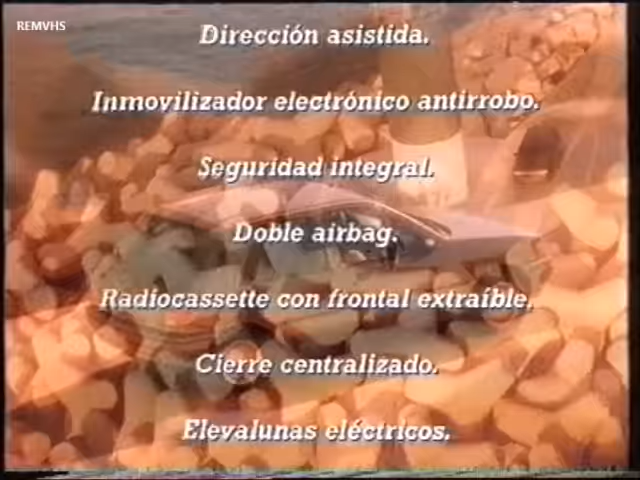 REMVHS
Dirección asistida.
Inmovilizador electrónico antirrobo.
Seguridad integral.
Doble airbag.
Radiocassette con frontal extraíble.
Cierre centralizado.
Elevalunas eléctricos.